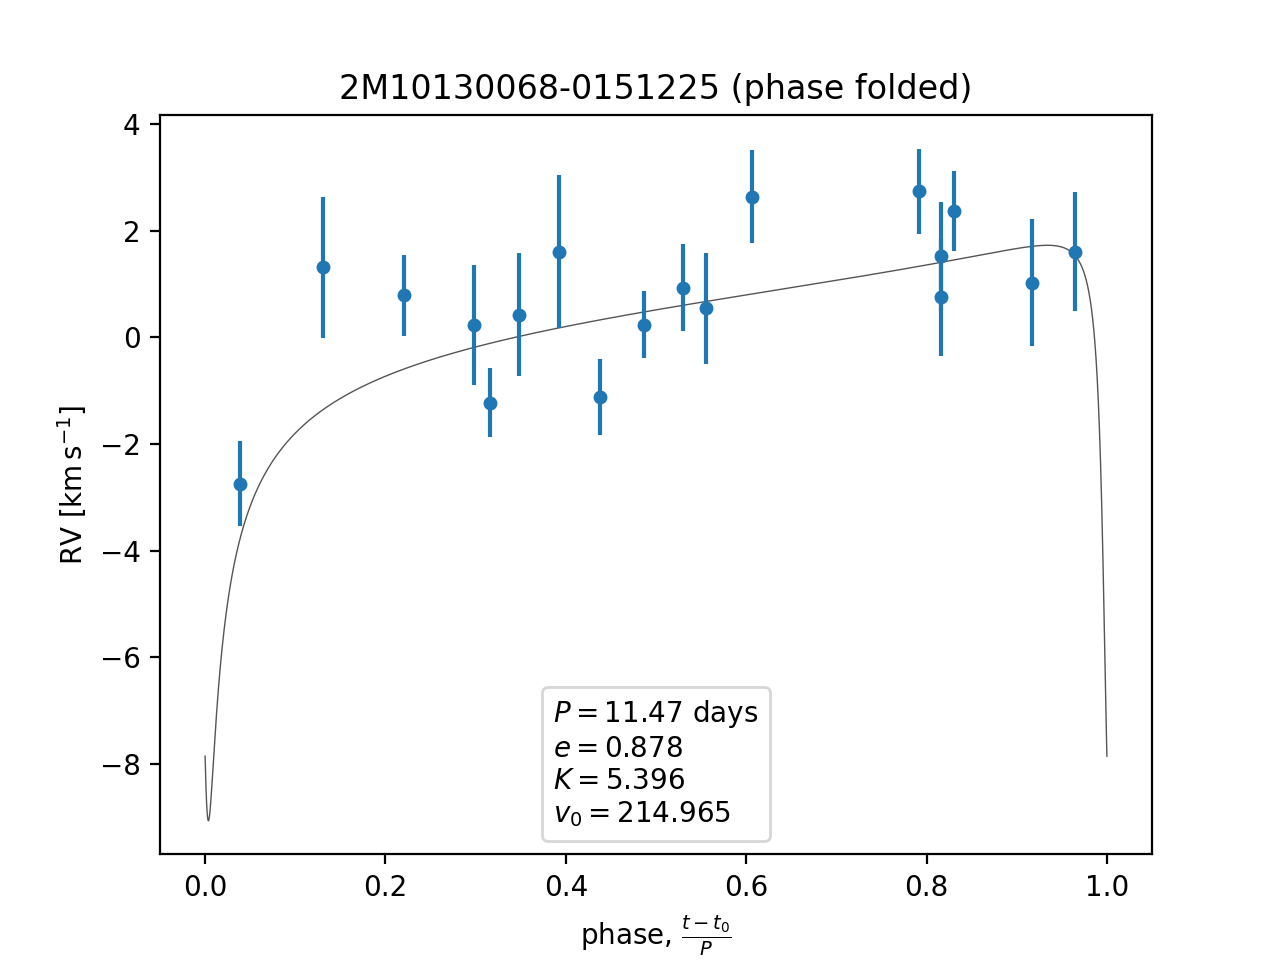 2M10130068-0151225 (phase folded)
4
2
0
−2
−4
−6
−8
RV [km s⁻¹]
P = 11.47 days
e = 0.878
K = 5.396
v₀ = 214.965
0.0 0.2 0.4 0.6 0.8 1.0
phase, (t − t₀)/P